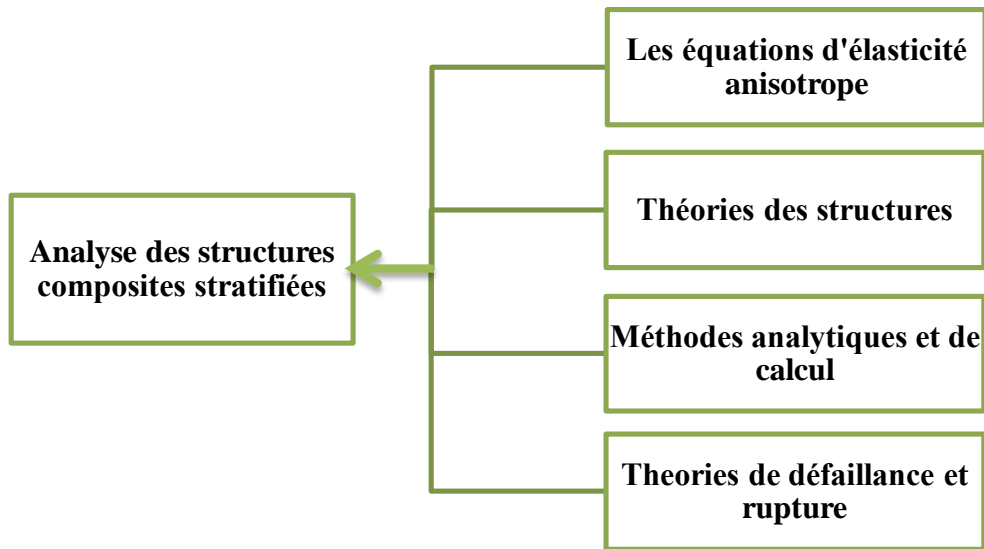 Les équations d'élasticité
anisotrope
Théories des structures
Analyse des structures
composites stratifiées
Méthodes analytiques et de
calcul
Theories de défaillance et
rupture